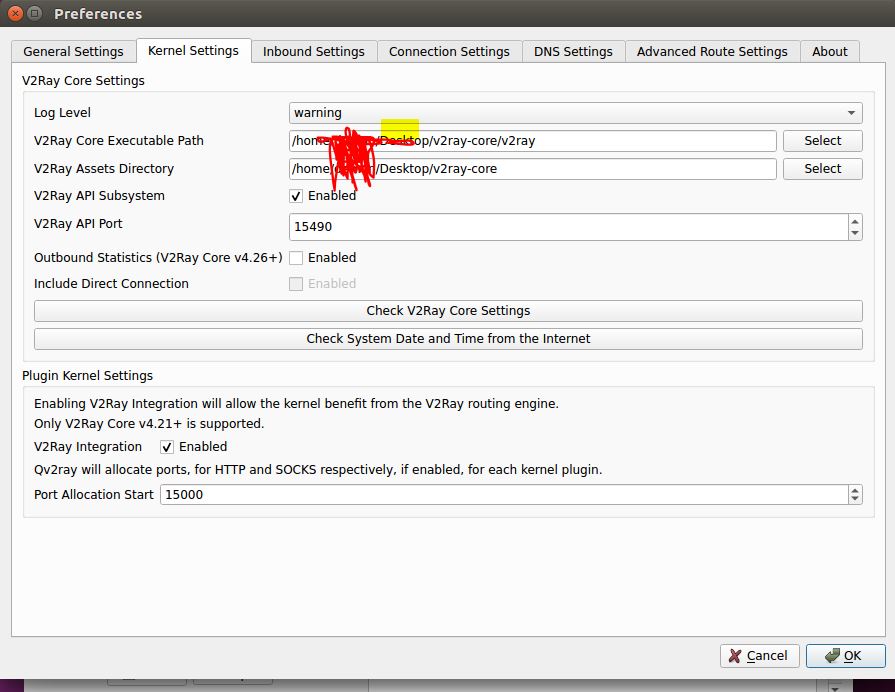 Preferences
General Settings Kernel Settings Inbound Settings Connection Settings DNS Settings Advanced Route Settings About
V2Ray Core Settings
Log Level warning
V2Ray Core Executable Path /home /Desktop/v2ray-core/v2ray Select
V2Ray Assets Directory /home/ /Desktop/v2ray-core Select
V2Ray API Subsystem Enabled
V2Ray API Port 15490
Outbound Statistics (V2Ray Core v4.26+) Enabled
Include Direct Connection Enabled
Check V2Ray Core Settings
Check System Date and Time from the Internet
Plugin Kernel Settings
Enabling V2Ray Integration will allow the kernel benefit from the V2Ray routing engine.
Only V2Ray Core v4.21+ is supported.
V2Ray Integration Enabled
Qv2ray will allocate ports, for HTTP and SOCKS respectively, if enabled, for each kernel plugin.
Port Allocation Start 15000
Cancel OK